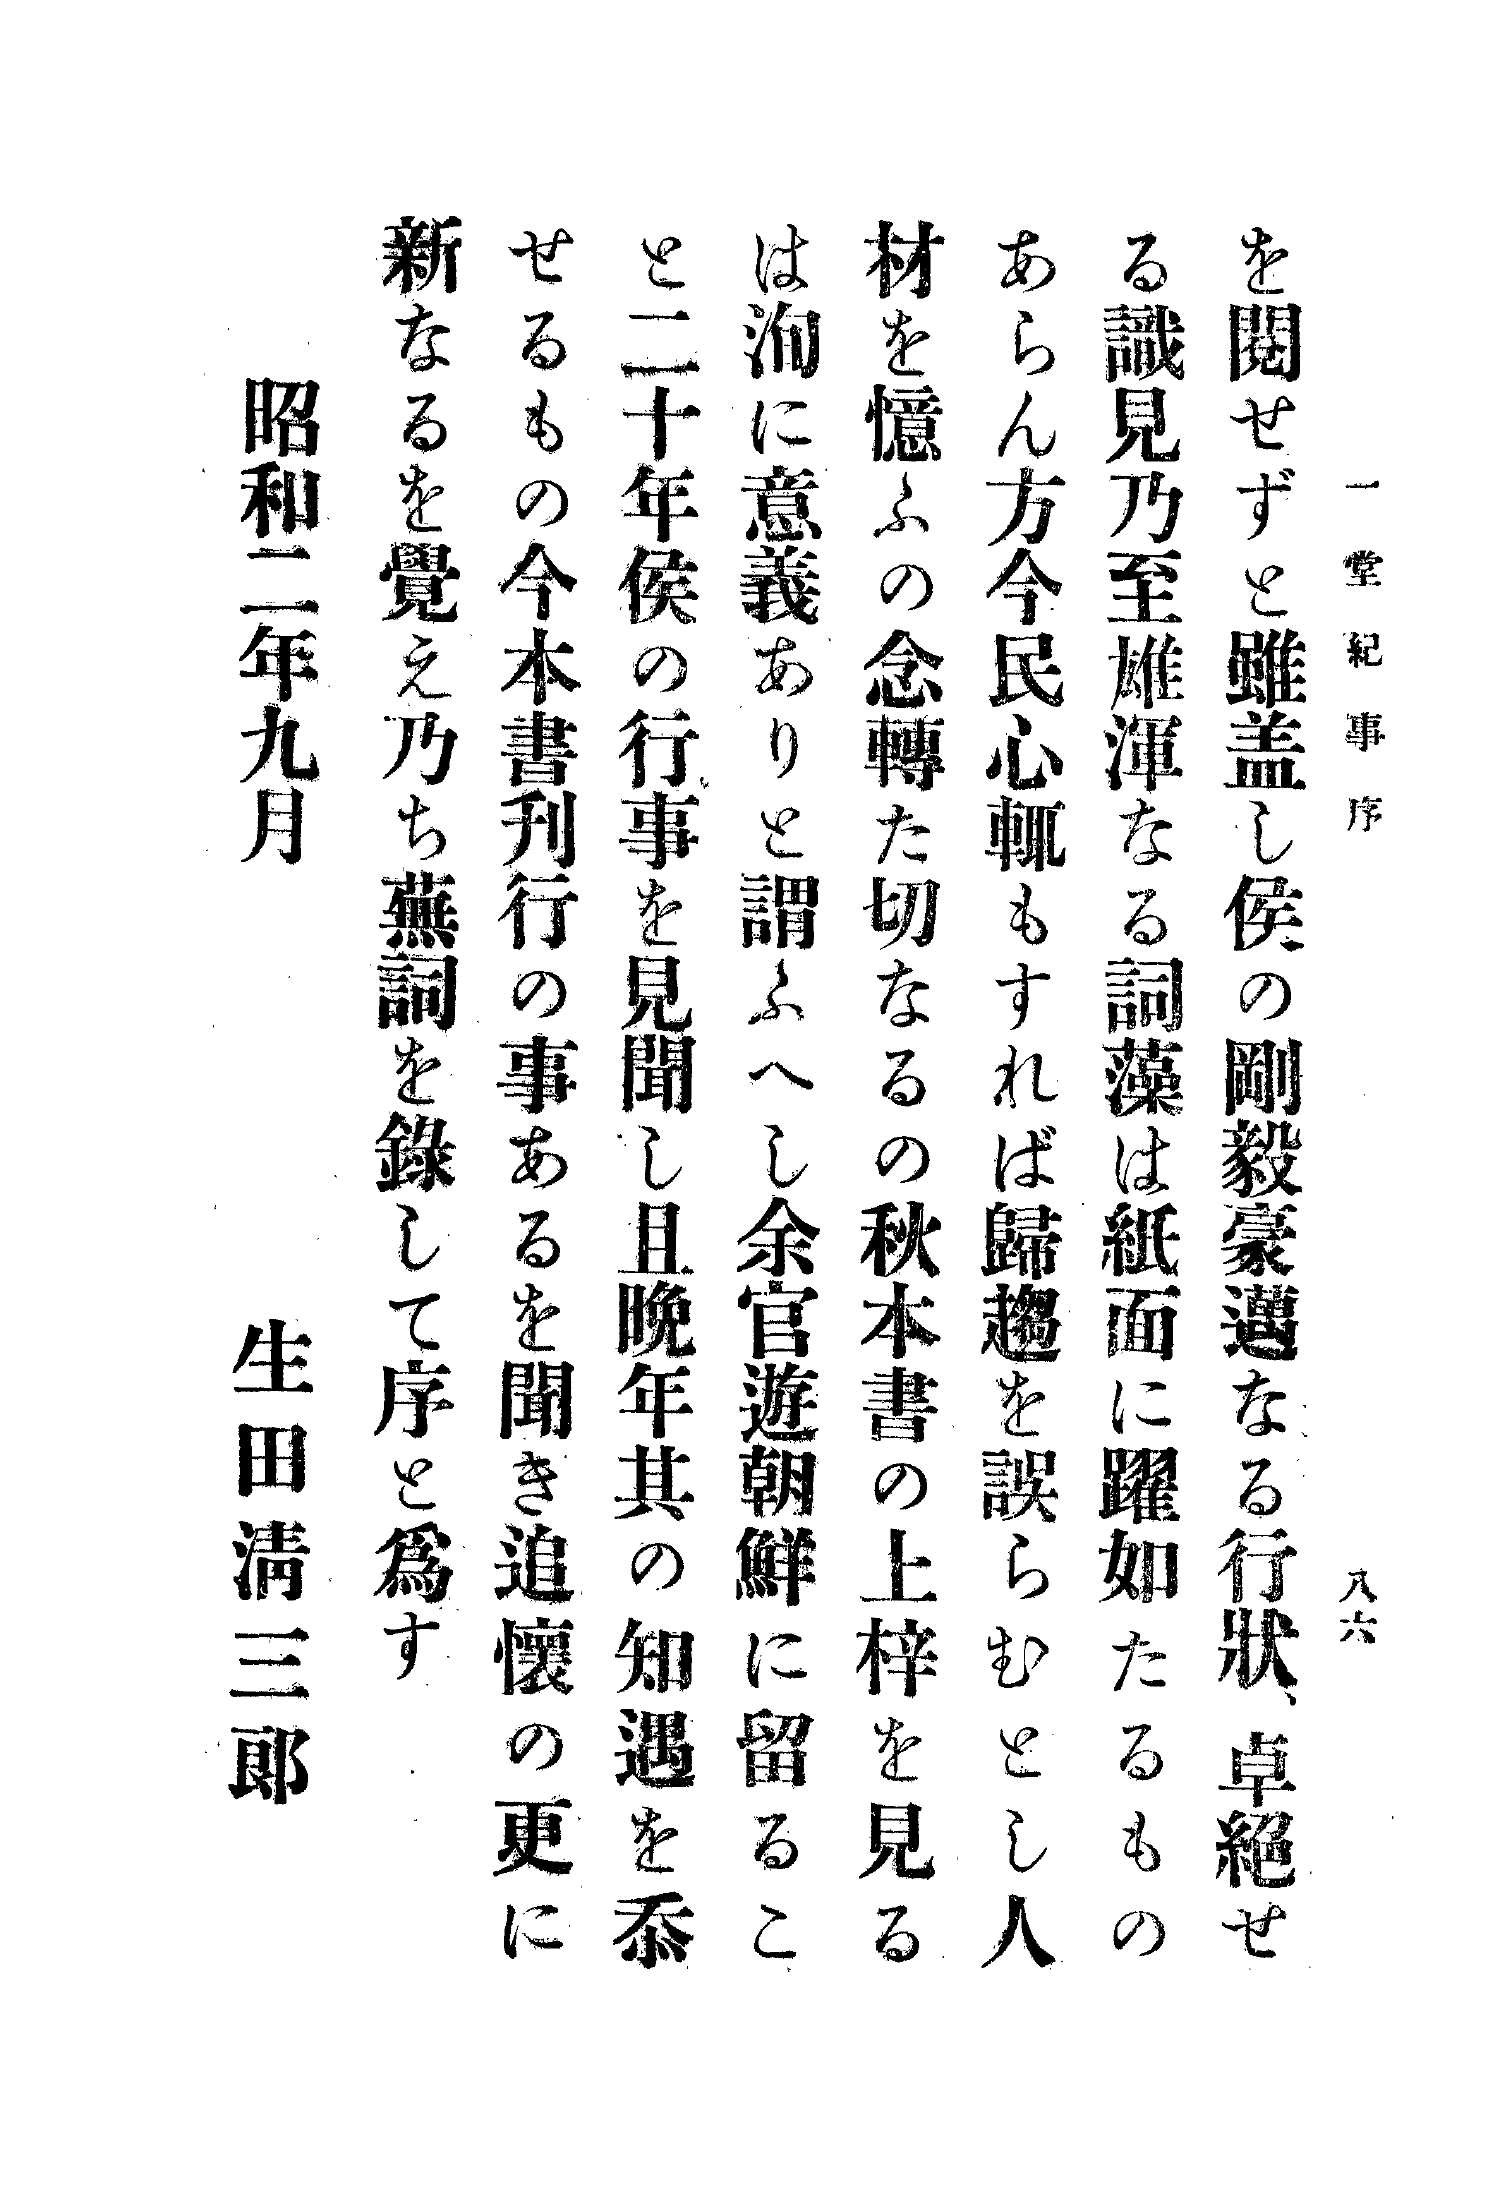 一堂紀事序　八六
を閱せずと雖盖し侯の剛毅豪邁なる行狀、卓絕せ
る識見乃至雄渾なる詞藻は紙面に躍如たるもの
あらん方今民心輒もすれば歸趨を誤らむとし人
材を憶ふの念轉た切なるの秋本書の上梓を見る
は洵に意義ありと謂ふへし余官遊朝鮮に留るこ
と二十年侯の行事を見聞し且晩年其の知遇を忝
せるもの今本書刊行の事あるを聞き追懷の更に
新なるを覺え乃ち蕪詞を錄して序と爲す
昭和二年九月
生田淸三郞